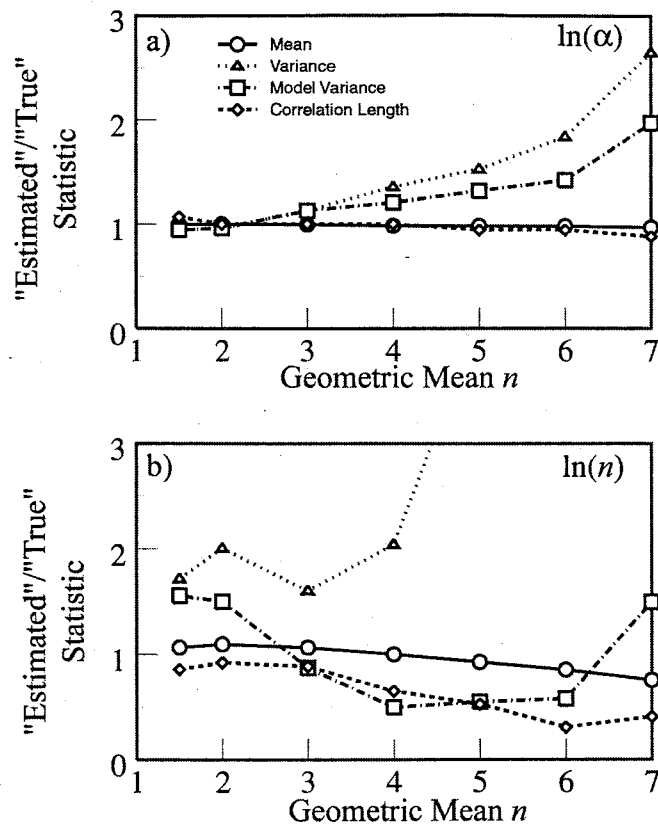 3
a)
ln(α)
Mean
Variance
Model Variance
Correlation Length
2
1
0
"Estimated"/"True"
Statistic
1 2 3 4 5 6 7
Geometric Mean n
3
b)
ln(n)
2
1
0
"Estimated"/"True"
Statistic
1 2 3 4 5 6 7
Geometric Mean n